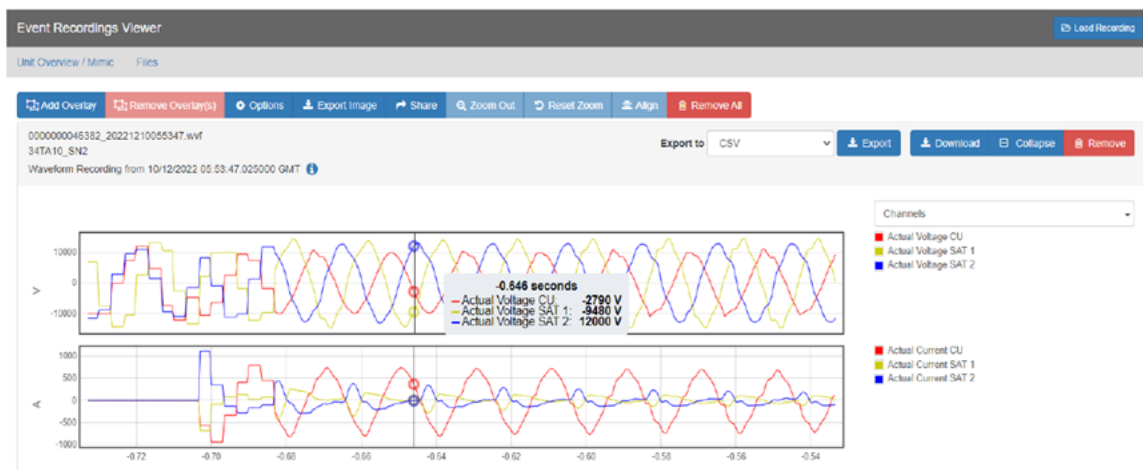 Event Recordings Viewer
Load Recording
Unit Overview / Mimic Files
Add Overlay Remove Overlay(s) Options Export Image Share Zoom Out Reset Zoom Align Remove All
0000000046382_20221210055347.wvf
34TA10_SN2
Waveform Recording from 10/12/2022 05:53:47.025000 GMT
Export to CSV Export Download Collapse Remove
Channels
Actual Voltage CU
Actual Voltage SAT 1
Actual Voltage SAT 2
10000
0
-10000
V
-0.646 seconds
Actual Voltage CU: -2790 V
Actual Voltage SAT 1: -9480 V
Actual Voltage SAT 2: 12000 V
Actual Current CU
Actual Current SAT 1
Actual Current SAT 2
1000
500
0
-500
-1000
A
-0.72 -0.70 -0.68 -0.66 -0.64 -0.62 -0.60 -0.58 -0.56 -0.54